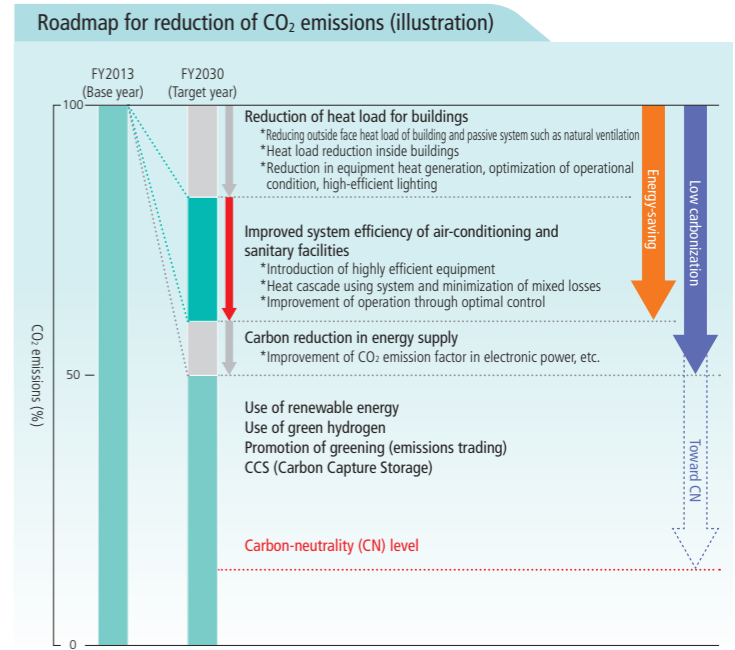 Roadmap for reduction of CO₂ emissions (illustration)
FY2013
(Base year)
FY2030
(Target year)
100
50
0
CO₂ emissions (%)
Reduction of heat load for buildings
*Reducing outside face heat load of building and passive system such as natural ventilation
*Heat load reduction inside buildings
*Reduction in equipment heat generation, optimization of operational
condition, high-efficient lighting
Improved system efficiency of air-conditioning and
sanitary facilities
*Introduction of highly efficient equipment
*Heat cascade using system and minimization of mixed losses
*Improvement of operation through optimal control
Carbon reduction in energy supply
*Improvement of CO₂ emission factor in electronic power, etc.
Use of renewable energy
Use of green hydrogen
Promotion of greening (emissions trading)
CCS (Carbon Capture Storage)
Carbon-neutrality (CN) level
Energy-saving
Low carbonization
Toward CN